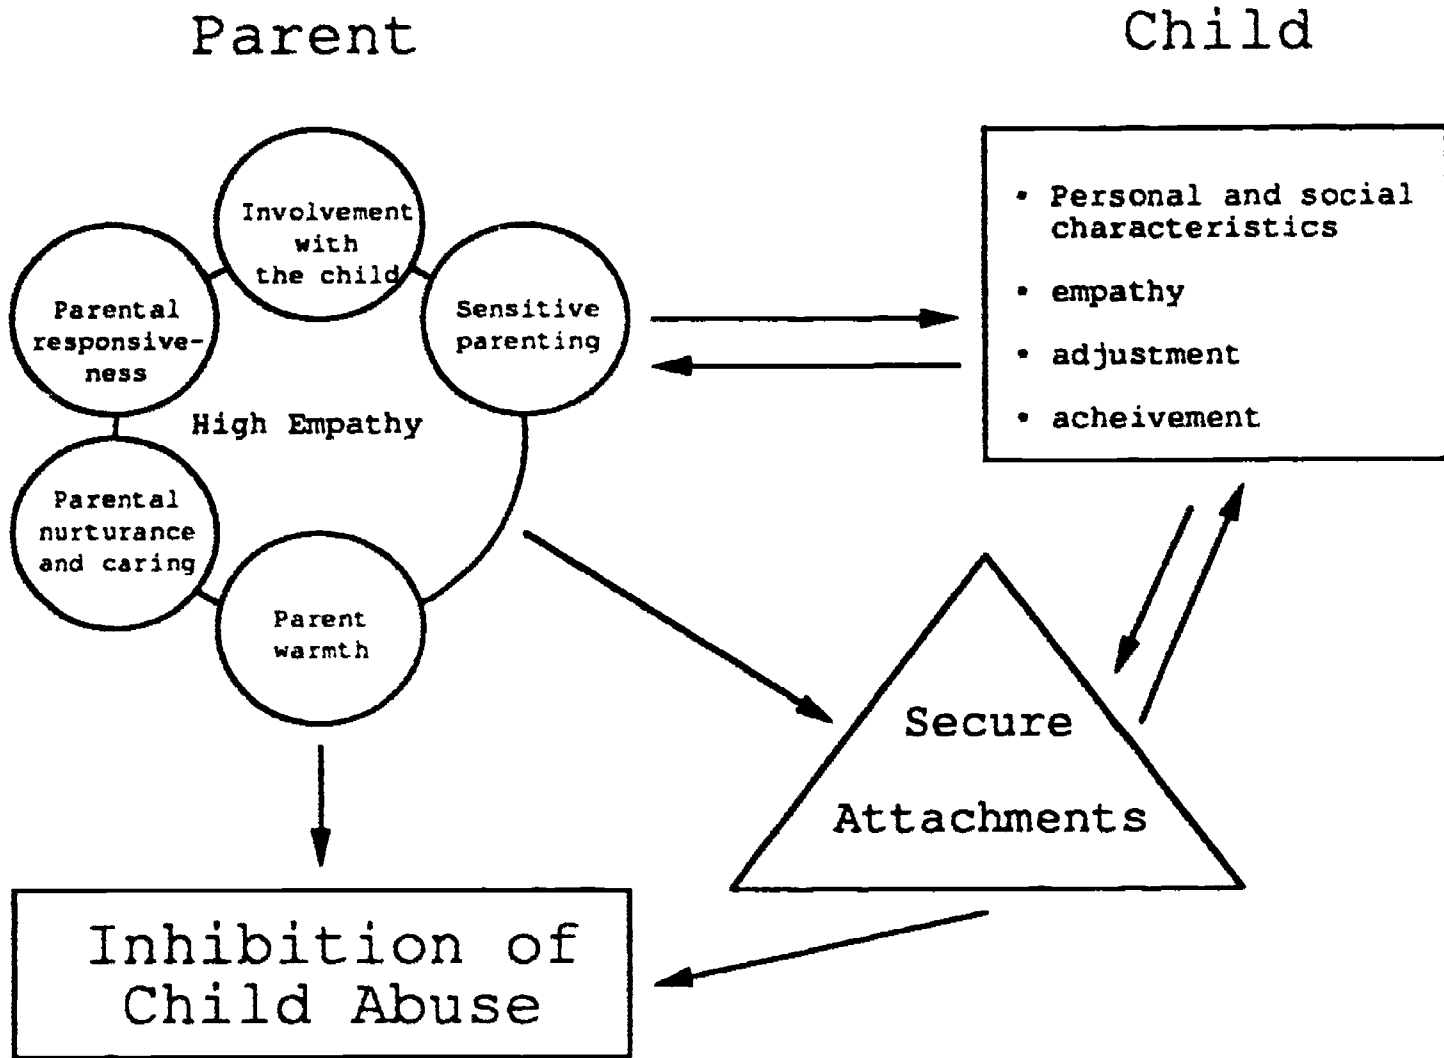 Parent
Child
Involvement
with
the child
Parental
responsive-
ness
Sensitive
parenting
High Empathy
Parental
nurturance
and caring
Parent
warmth
• Personal and social
characteristics
• empathy
• adjustment
• acheivement
Secure
Attachments
Inhibition of
Child Abuse